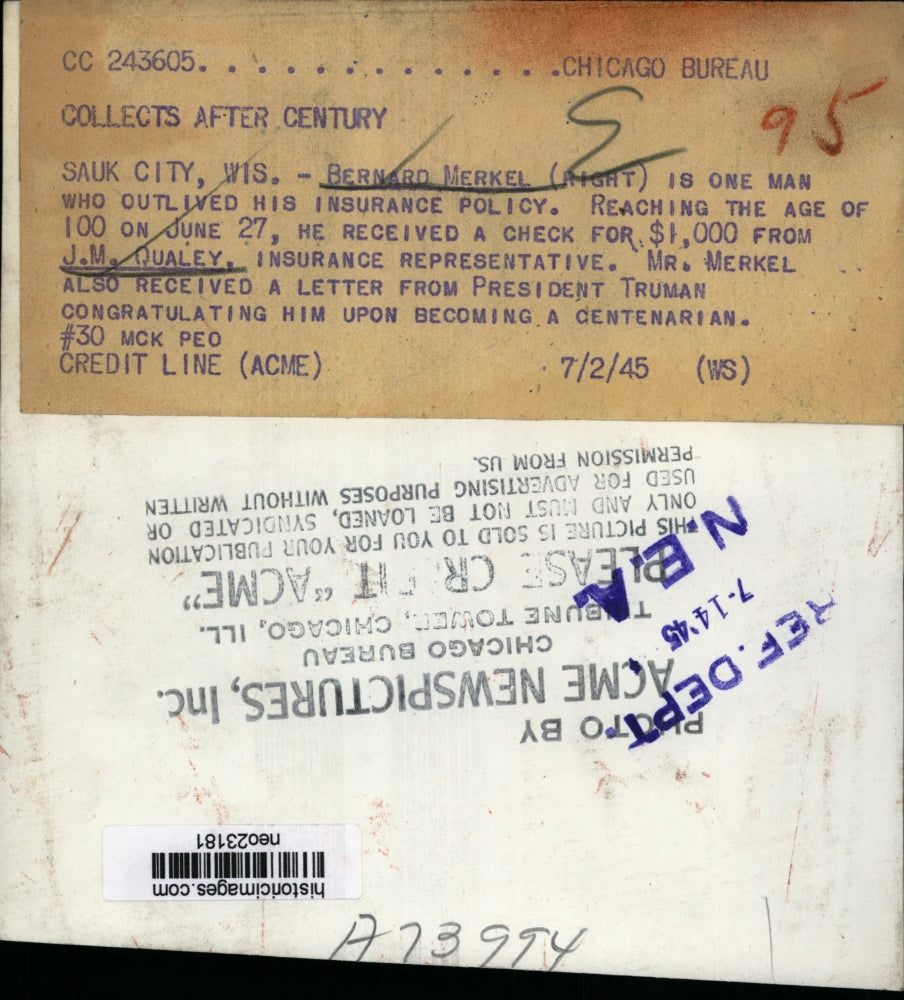 CC 243605. . . . . . . . . . . . . .CHICAGO BUREAU
95
COLLECTS AFTER CENTURY
SAUK CITY, WIS. - BERNARD MERKEL (RIGHT) IS ONE MAN
WHO OUTLIVED HIS INSURANCE POLICY. REACHING THE AGE OF
100 ON JUNE 27, HE RECEIVED A CHECK FOR $1,000 FROM
J.M. QUALEY, INSURANCE REPRESENTATIVE. MR. MERKEL
ALSO RECEIVED A LETTER FROM PRESIDENT TRUMAN
CONGRATULATING HIM UPON BECOMING A CENTENARIAN.
#30 MCK PEO
CREDIT LINE (ACME) 7/2/45 (WS)
PHOTO BY
ACME NEWSPICTURES, Inc.
CHICAGO BUREAU
TRIBUNE TOWER, CHICAGO, ILL.
PLEASE CREDIT "ACME"
THIS PICTURE IS SOLD TO YOU FOR YOUR PUBLICATION
ONLY AND MUST NOT BE LOANED, SYNDICATED OR
USED FOR ADVERTISING PURPOSES WITHOUT WRITTEN
PERMISSION FROM US.
REF. DEPT.
7-14-45
N.E.A.
historicimages.com
neo23181
A73994